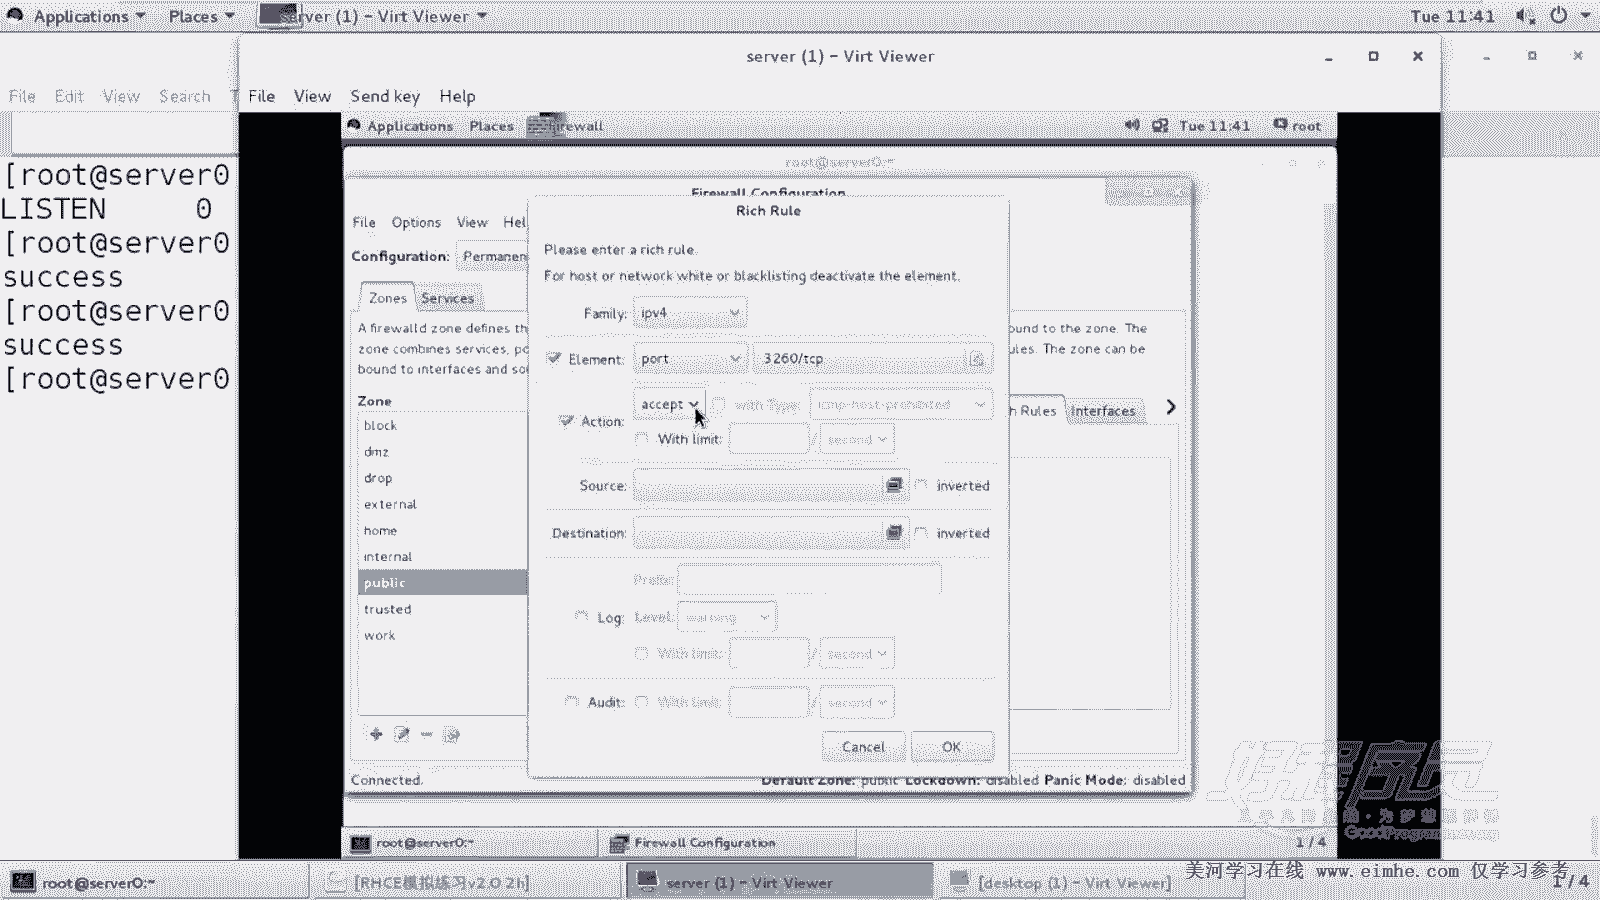 Applications Places server (1) – Virt Viewer Tue 11:41
server (1) – Virt Viewer
File Edit View Search
File View Send key Help
Applications Places Firewall Tue 11:41 root
root@server0:~
[root@server0
LISTEN 0
[root@server0
success
[root@server0
success
[root@server0
Firewall Configuration
File Options View Hel
Configuration: Permanen
Zones Services
A firewalld zone defines th
zone combines services, po
bound to interfaces and so
ound to the zone. The
ules. The zone can be
Zone
block
dmz
drop
external
home
internal
public
trusted
work
h Rules Interfaces
Rich Rule
Please enter a rich rule.
For host or network white or blacklisting deactivate the element.
Family: ipv4
Element: port 3260/tcp
accept with Type: icmp-host-prohibited
Action:
With limit: / second
Source: inverted
Destination: inverted
Prefix:
Log: Level: warning
With limit: / second
Audit: With limit: / second
Cancel OK
Connected. Default Zone: public Lockdown: disabled Panic Mode: disabled
root@server0:~ Firewall Configuration 1 / 4
GoodProgrammer
美河学习在线 www.eimhe.com 仅学习参考
root@server0:~ [RHCE模拟练习v2.0 2h] server (1) – Virt Viewer [desktop (1) – Virt Viewer] 1 / 4